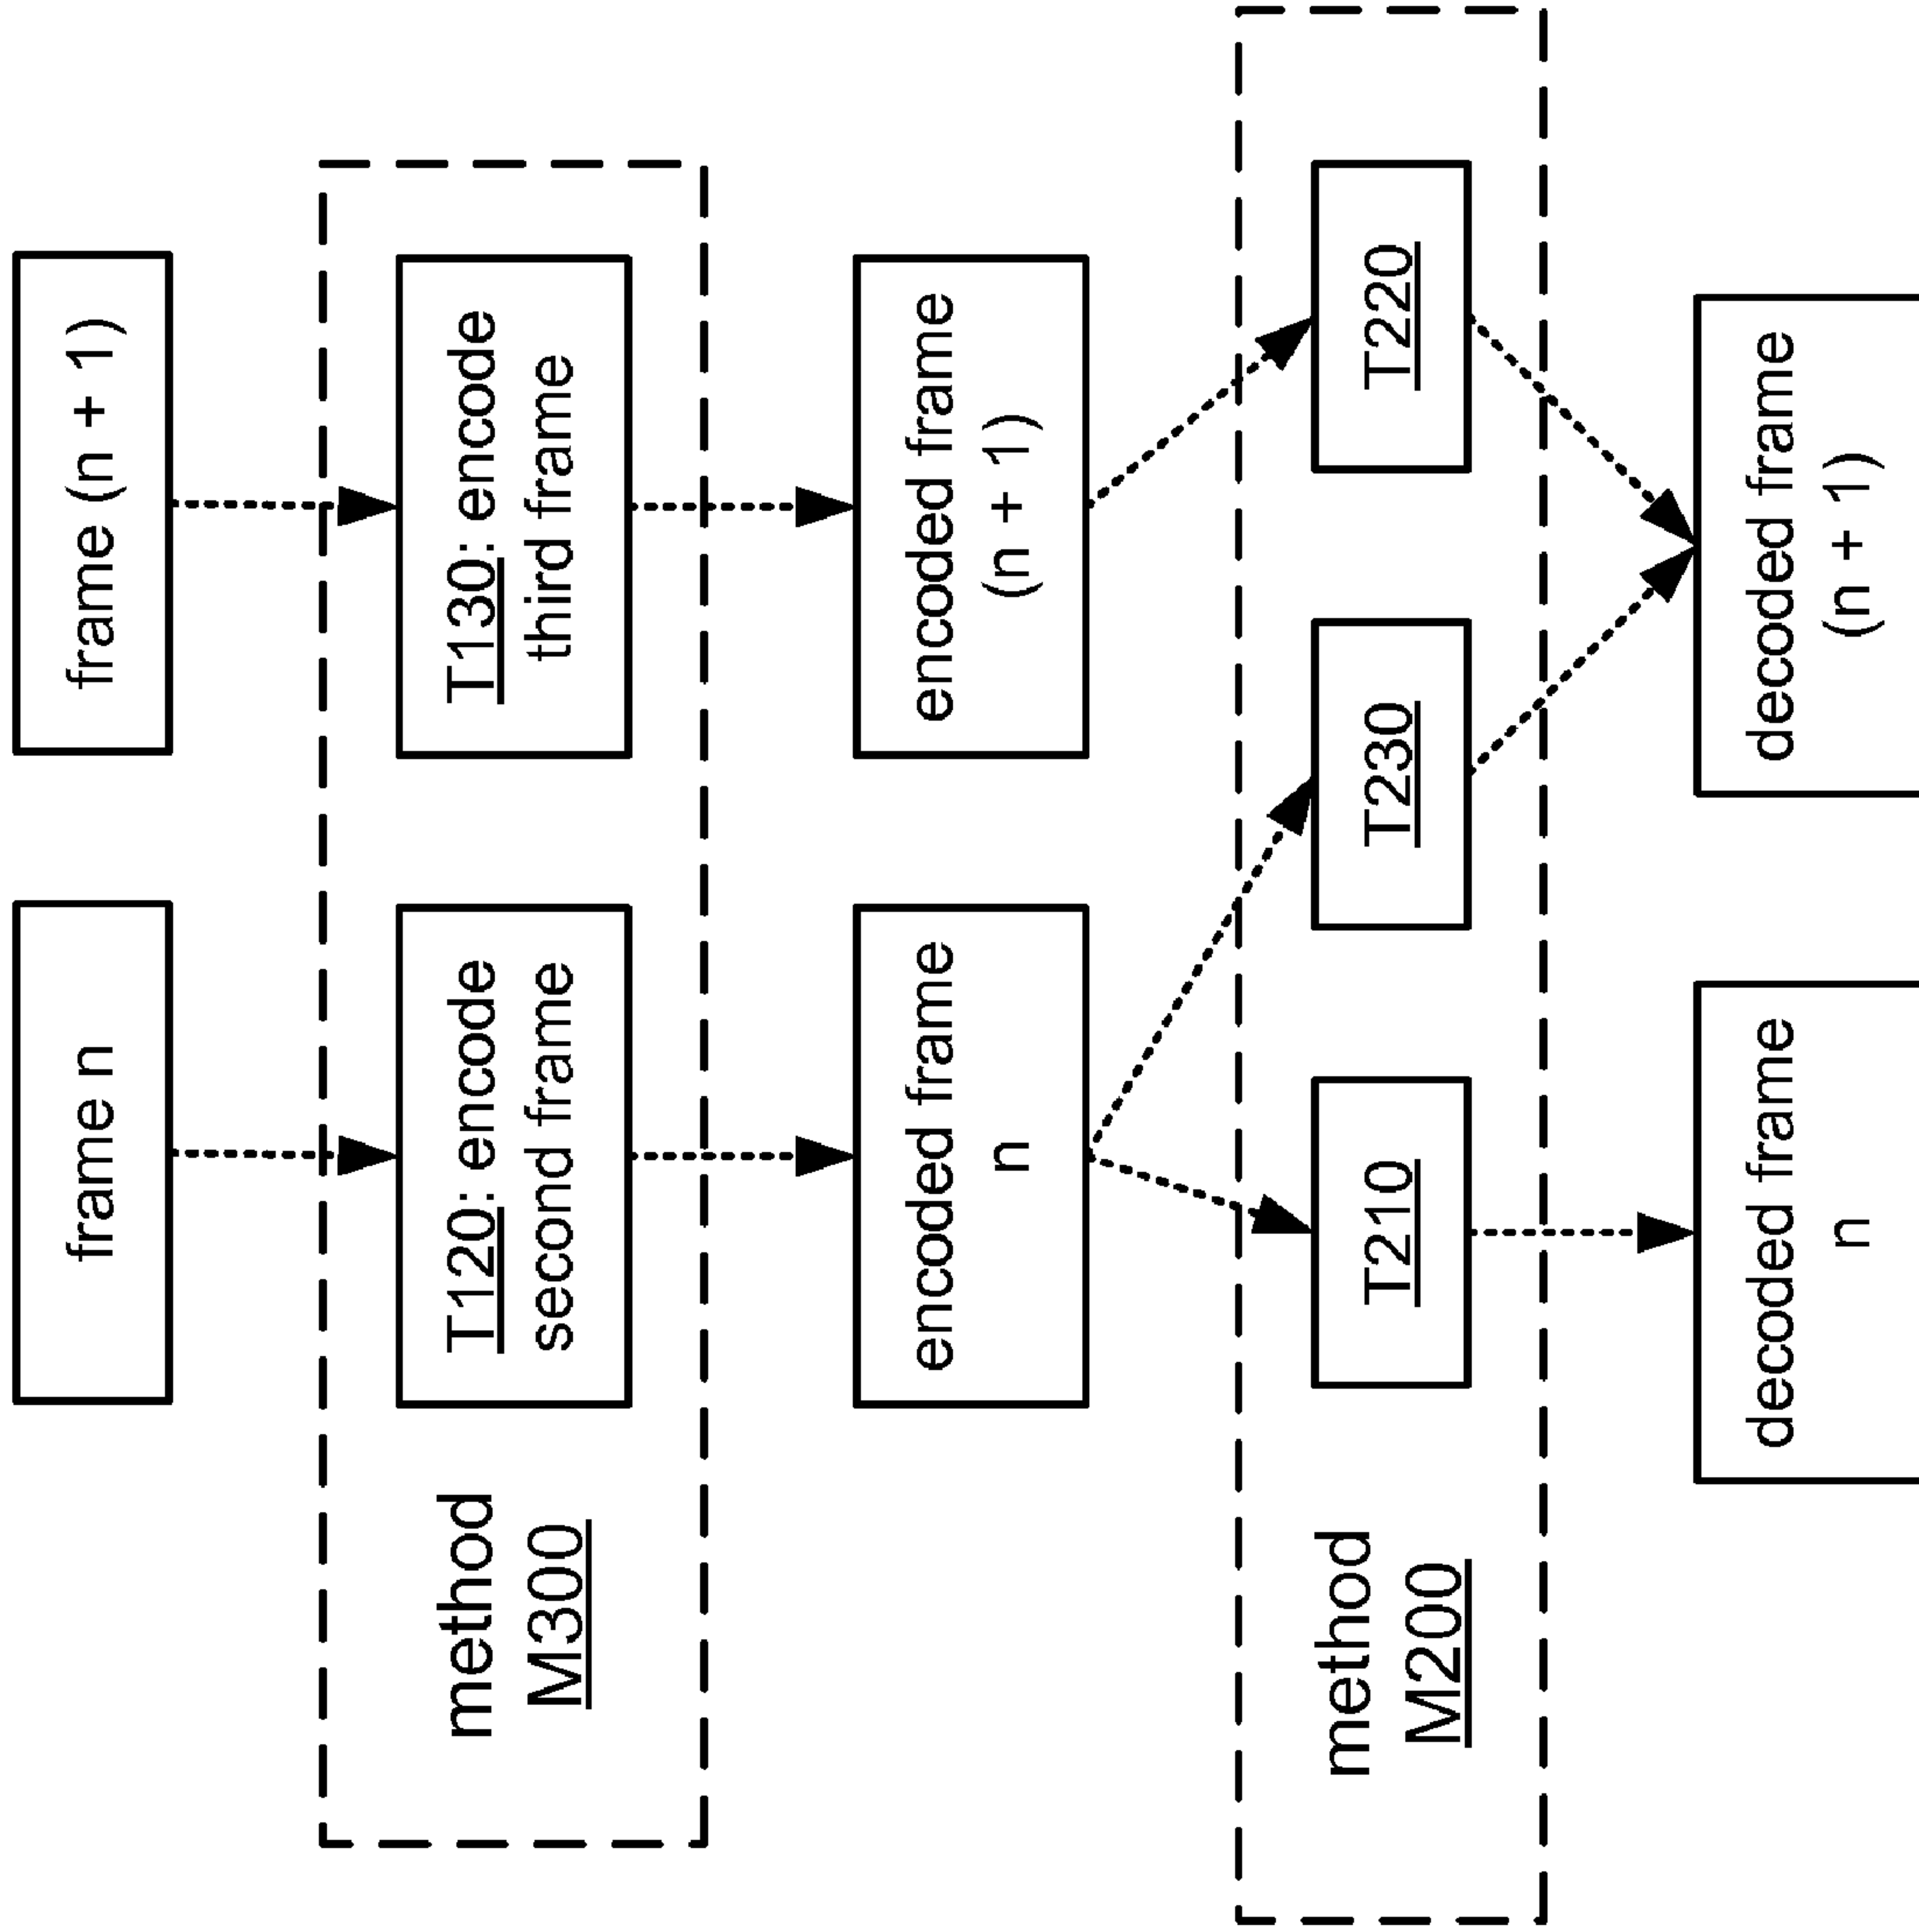 frame n
frame (n + 1)
method
M300
T120: encode
second frame
T130: encode
third frame
encoded frame
n
encoded frame
(n + 1)
method
M200
T210
T230
T220
decoded frame
n
decoded frame
(n + 1)